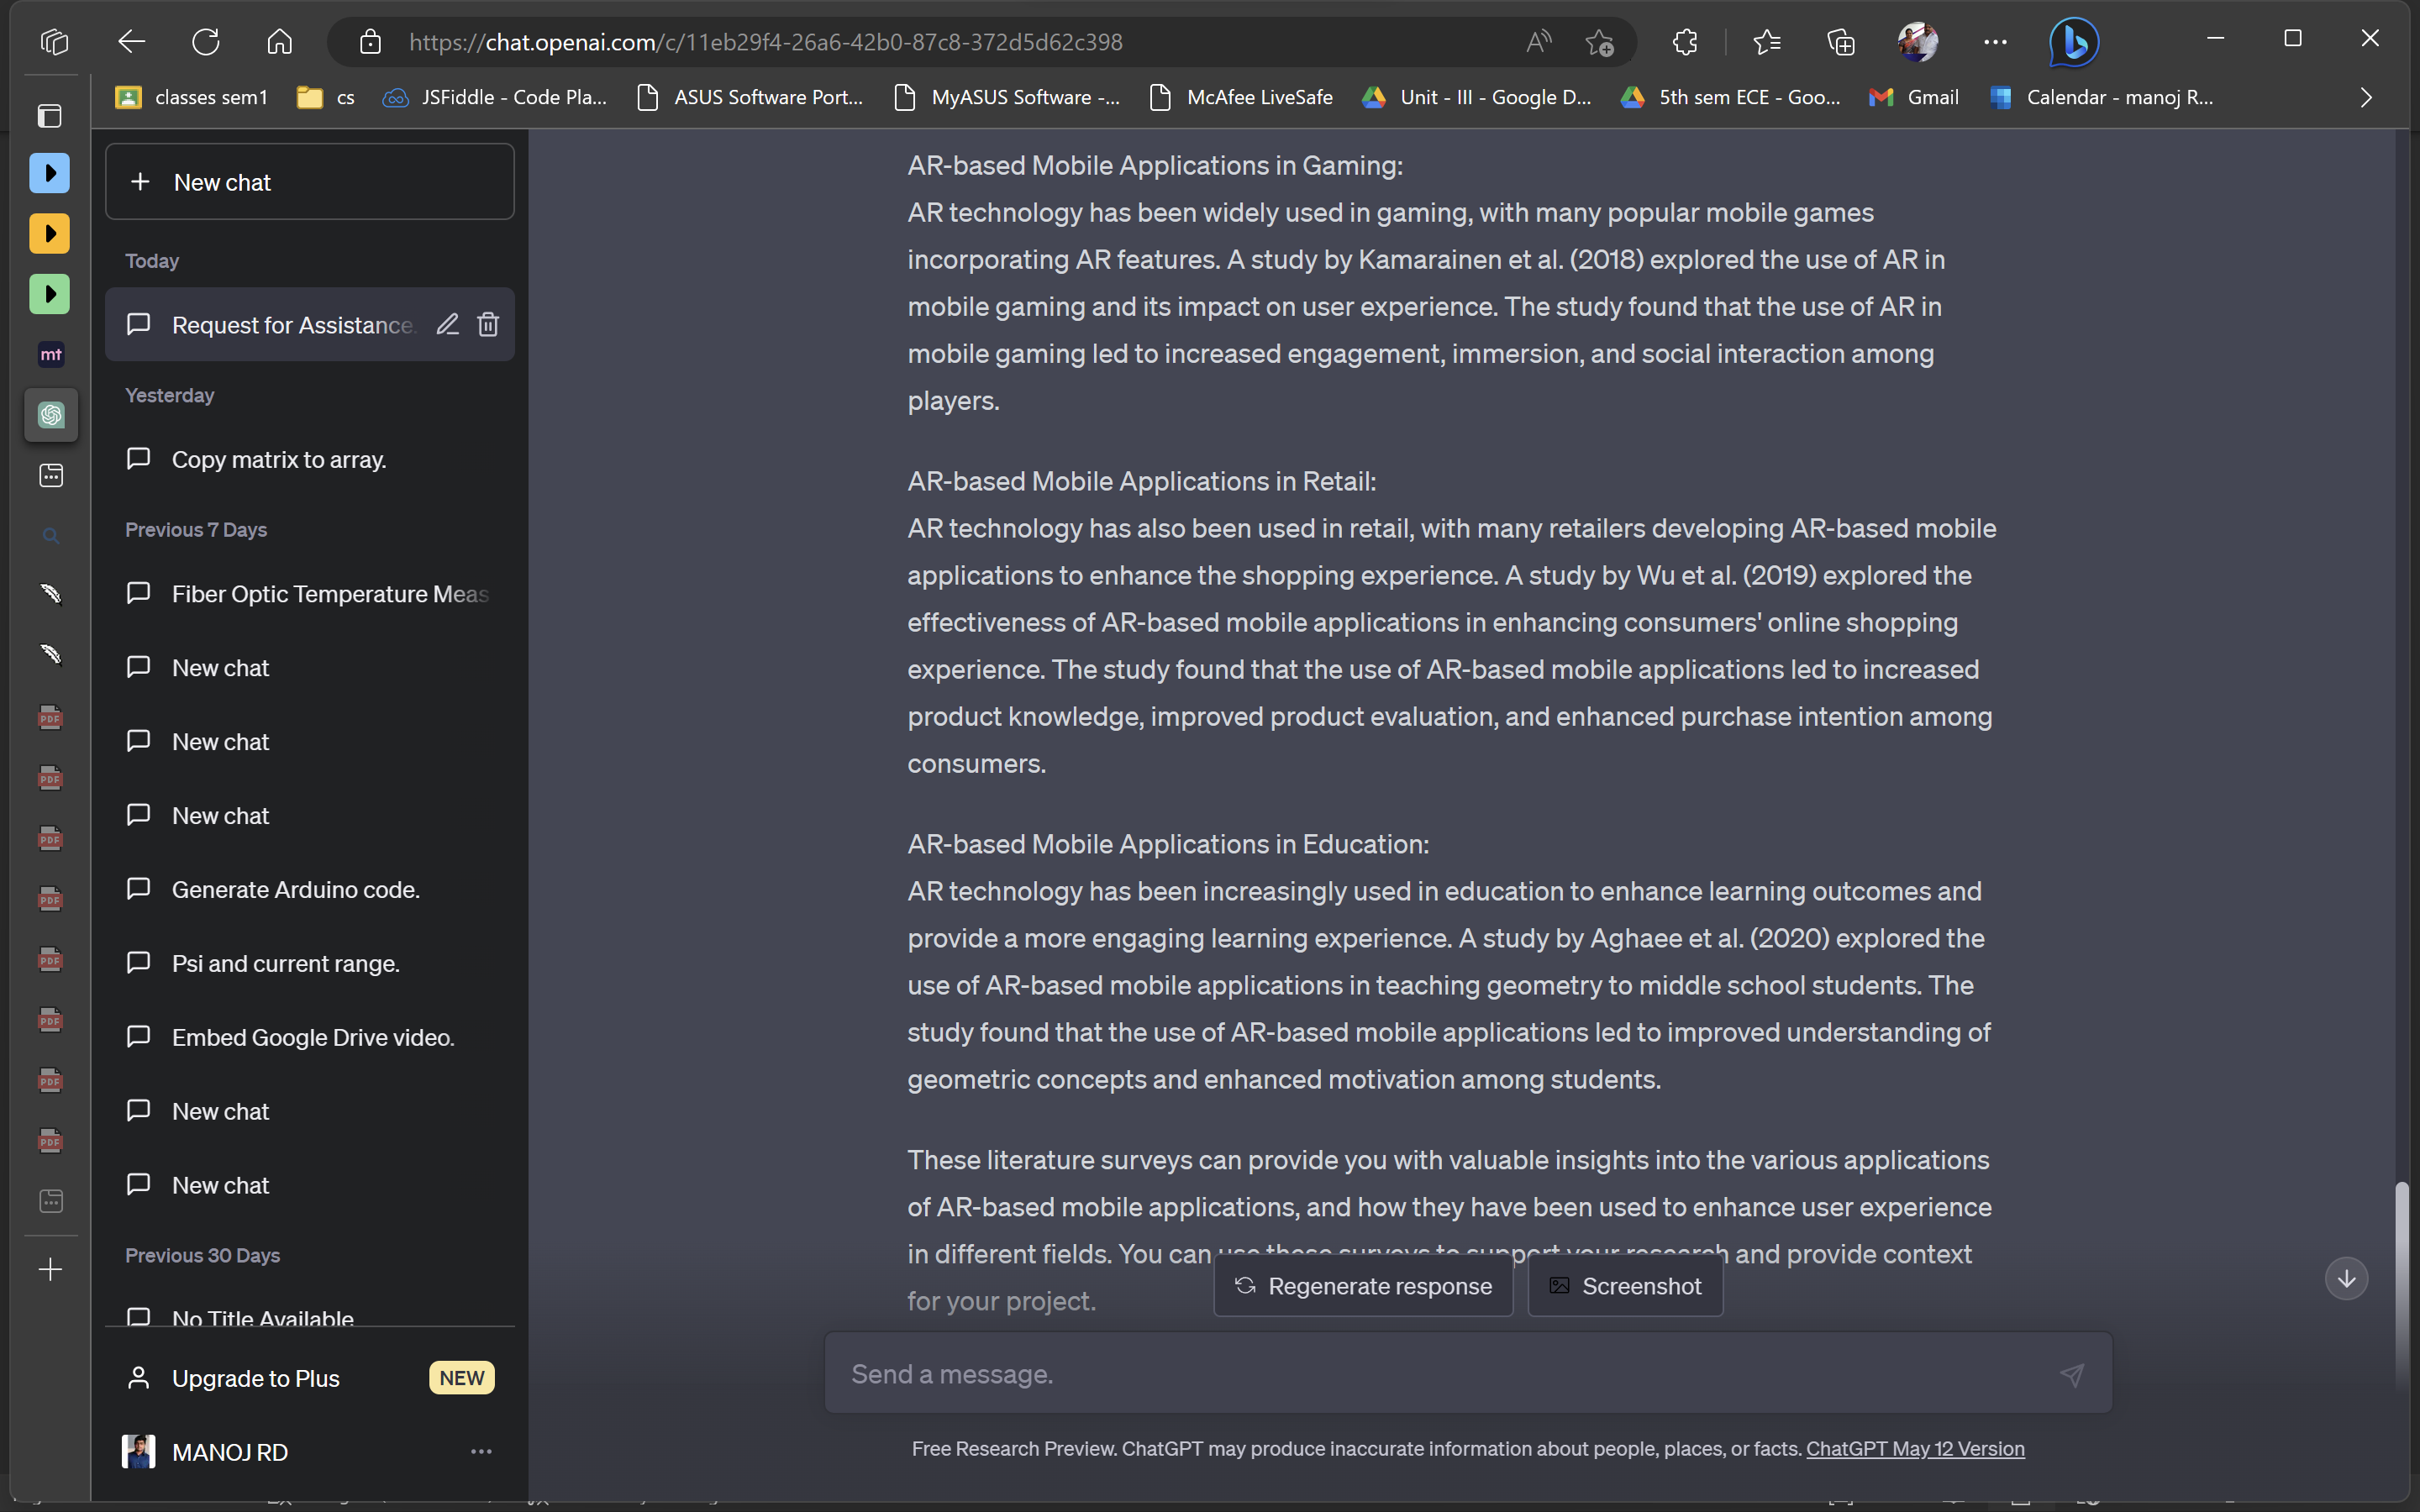 https://chat.openai.com/c/11eb29f4-26a6-42b0-87c8-372d5d62c398
classes sem1
cs
JSFiddle - Code Pla...
ASUS Software Port...
MyASUS Software -...
McAfee LiveSafe
Unit - III - Google D...
5th sem ECE - Goo...
Gmail
Calendar - manoj R...
mt
PDF
PDF
PDF
PDF
PDF
PDF
PDF
PDF
New chat
Today
Request for Assistance.
Yesterday
Copy matrix to array.
Previous 7 Days
Fiber Optic Temperature Meas
New chat
New chat
New chat
Generate Arduino code.
Psi and current range.
Embed Google Drive video.
New chat
New chat
Previous 30 Days
No Title Available
Upgrade to Plus
NEW
MANOJ RD
AR-based Mobile Applications in Gaming:
AR technology has been widely used in gaming, with many popular mobile games
incorporating AR features. A study by Kamarainen et al. (2018) explored the use of AR in
mobile gaming and its impact on user experience. The study found that the use of AR in
mobile gaming led to increased engagement, immersion, and social interaction among
players.
AR-based Mobile Applications in Retail:
AR technology has also been used in retail, with many retailers developing AR-based mobile
applications to enhance the shopping experience. A study by Wu et al. (2019) explored the
effectiveness of AR-based mobile applications in enhancing consumers' online shopping
experience. The study found that the use of AR-based mobile applications led to increased
product knowledge, improved product evaluation, and enhanced purchase intention among
consumers.
AR-based Mobile Applications in Education:
AR technology has been increasingly used in education to enhance learning outcomes and
provide a more engaging learning experience. A study by Aghaee et al. (2020) explored the
use of AR-based mobile applications in teaching geometry to middle school students. The
study found that the use of AR-based mobile applications led to improved understanding of
geometric concepts and enhanced motivation among students.
These literature surveys can provide you with valuable insights into the various applications
of AR-based mobile applications, and how they have been used to enhance user experience
in different fields. You can use these surveys to support your research and provide context
for your project.
Regenerate response
Screenshot
Send a message.
Free Research Preview. ChatGPT may produce inaccurate information about people, places, or facts. ChatGPT May 12 Version